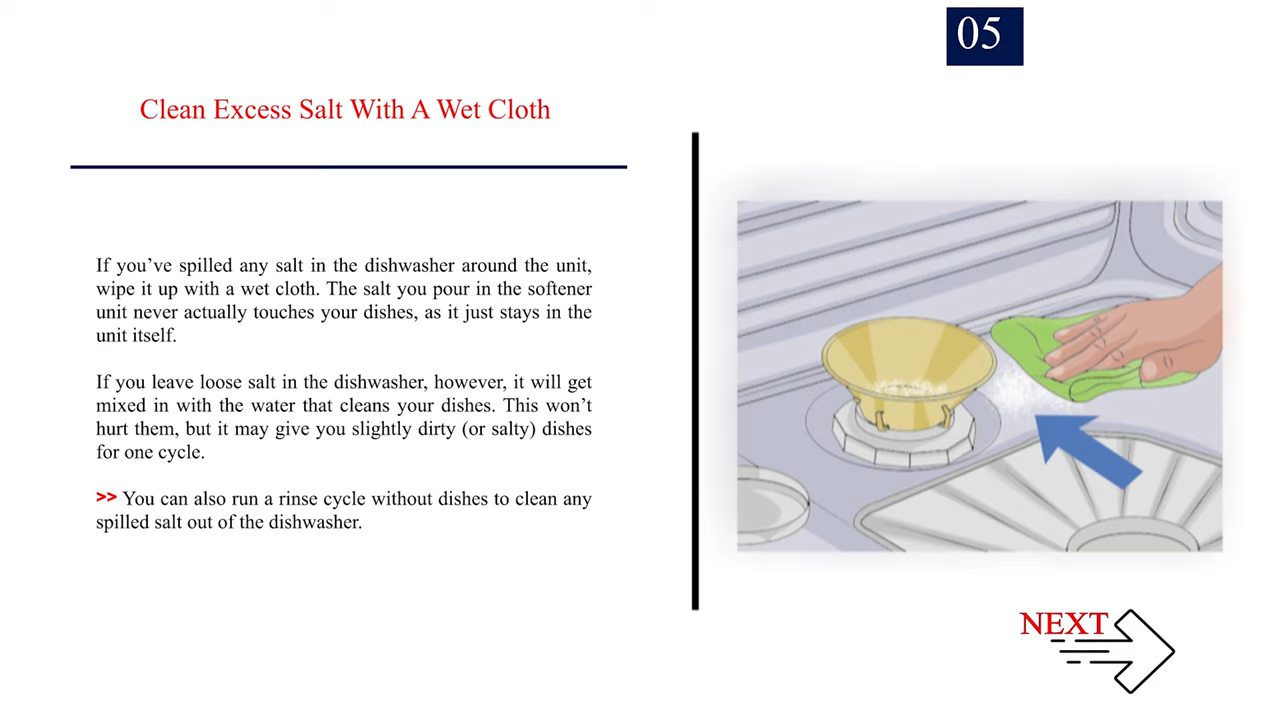 05
Clean Excess Salt With A Wet Cloth
If you’ve spilled any salt in the dishwasher around the unit,
wipe it up with a wet cloth. The salt you pour in the softener
unit never actually touches your dishes, as it just stays in the
unit itself.
If you leave loose salt in the dishwasher, however, it will get
mixed in with the water that cleans your dishes. This won’t
hurt them, but it may give you slightly dirty (or salty) dishes
for one cycle.
>> You can also run a rinse cycle without dishes to clean any
spilled salt out of the dishwasher.
NEXT